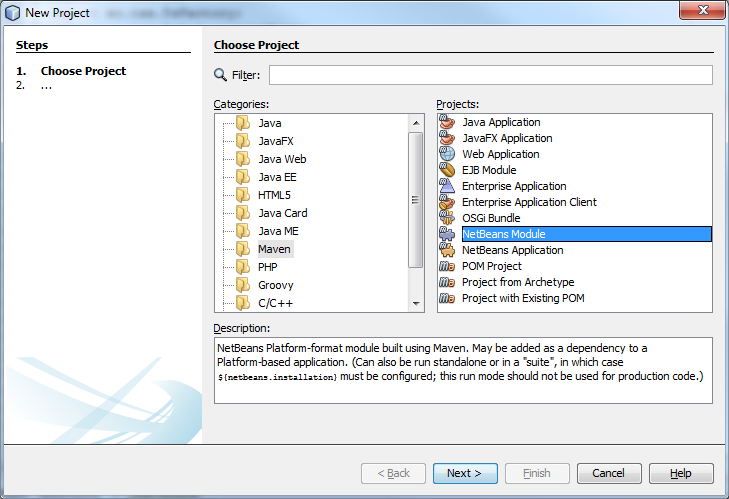 New Project
Steps
1. Choose Project
2. ...
Choose Project
Filter:
Categories:
Java
JavaFX
Java Web
Java EE
HTML5
Java Card
Java ME
Maven
PHP
Groovy
C/C++
Projects:
Java Application
JavaFX Application
Web Application
EJB Module
Enterprise Application
Enterprise Application Client
OSGi Bundle
NetBeans Module
NetBeans Application
POM Project
Project from Archetype
Project with Existing POM
Description:
NetBeans Platform-format module built using Maven. May be added as a dependency to a
Platform-based application. (Can also be run standalone or in a "suite", in which case
${netbeans.installation} must be configured; this run mode should not be used for production code.)
< Back
Next >
Finish
Cancel
Help